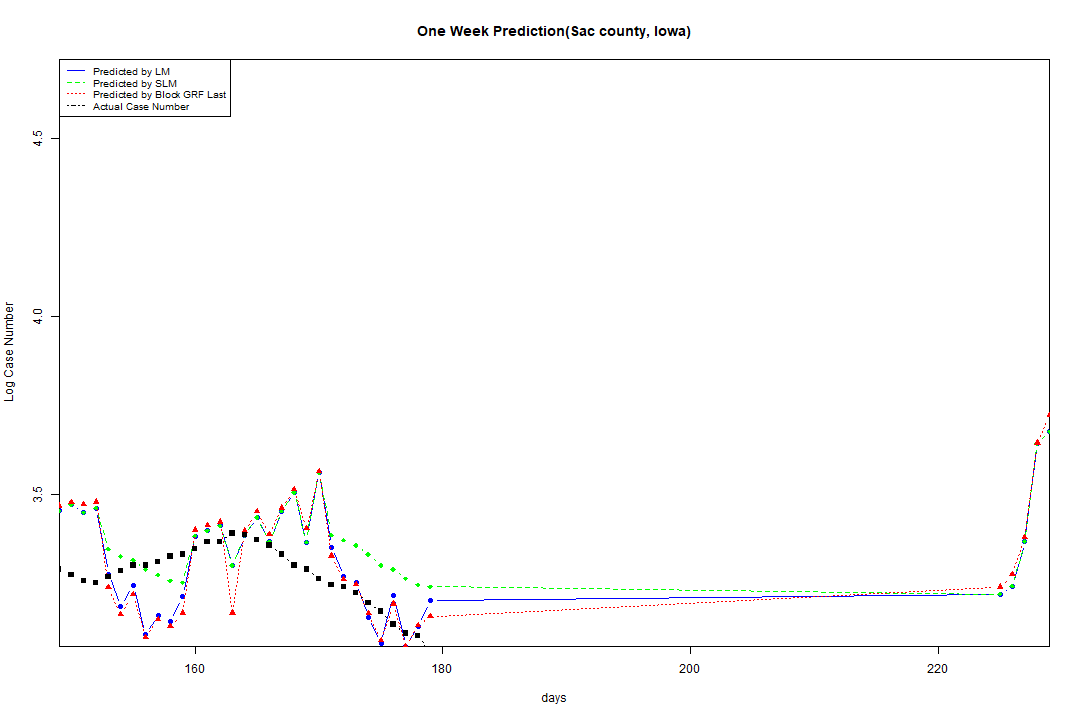 One Week Prediction(Sac county, Iowa)
Predicted by LM
Predicted by SLM
Predicted by Block GRF Last
Actual Case Number
4.5
4.0
3.5
Log Case Number
160
180
200
220
days